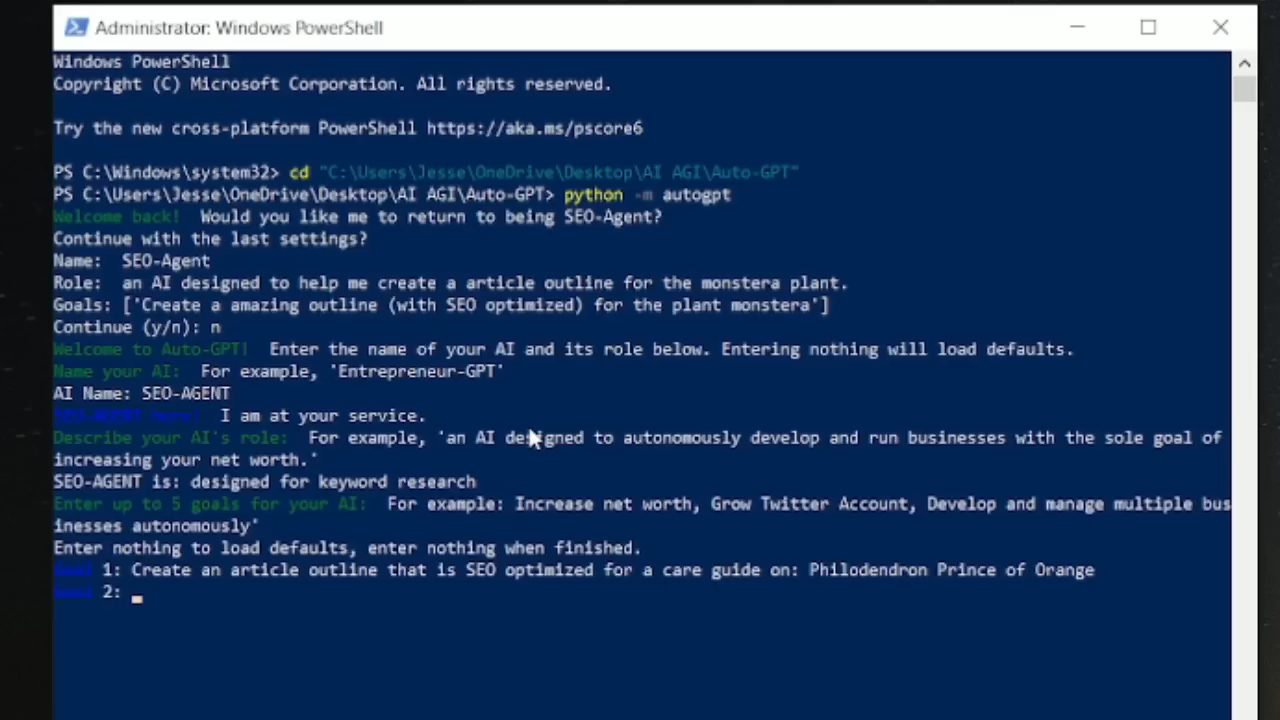 Administrator: Windows PowerShell
Windows PowerShell
Copyright (C) Microsoft Corporation. All rights reserved.
Try the new cross-platform PowerShell https://aka.ms/pscore6
PS C:\Windows\system32> cd "C:\Users\Jesse\OneDrive\Desktop\AI AGI\Auto-GPT"
PS C:\Users\Jesse\OneDrive\Desktop\AI AGI\Auto-GPT> python -m autogpt
Welcome back!  Would you like me to return to being SEO-Agent?
Continue with the last settings?
Name:  SEO-Agent
Role:  an AI designed to help me create a article outline for the monstera plant.
Goals: ['Create a amazing outline (with SEO optimized) for the plant monstera']
Continue (y/n): n
Welcome to Auto-GPT!  Enter the name of your AI and its role below. Entering nothing will load defaults.
Name your AI:  For example, 'Entrepreneur-GPT'
AI Name: SEO-AGENT
SEO-AGENT here!  I am at your service.
Describe your AI's role:  For example, 'an AI designed to autonomously develop and run businesses with the sole goal of
increasing your net worth.'
SEO-AGENT is: designed for keyword research
Enter up to 5 goals for your AI:  For example: Increase net worth, Grow Twitter Account, Develop and manage multiple bus
inesses autonomously'
Enter nothing to load defaults, enter nothing when finished.
Goal 1: Create an article outline that is SEO optimized for a care guide on: Philodendron Prince of Orange
Goal 2: